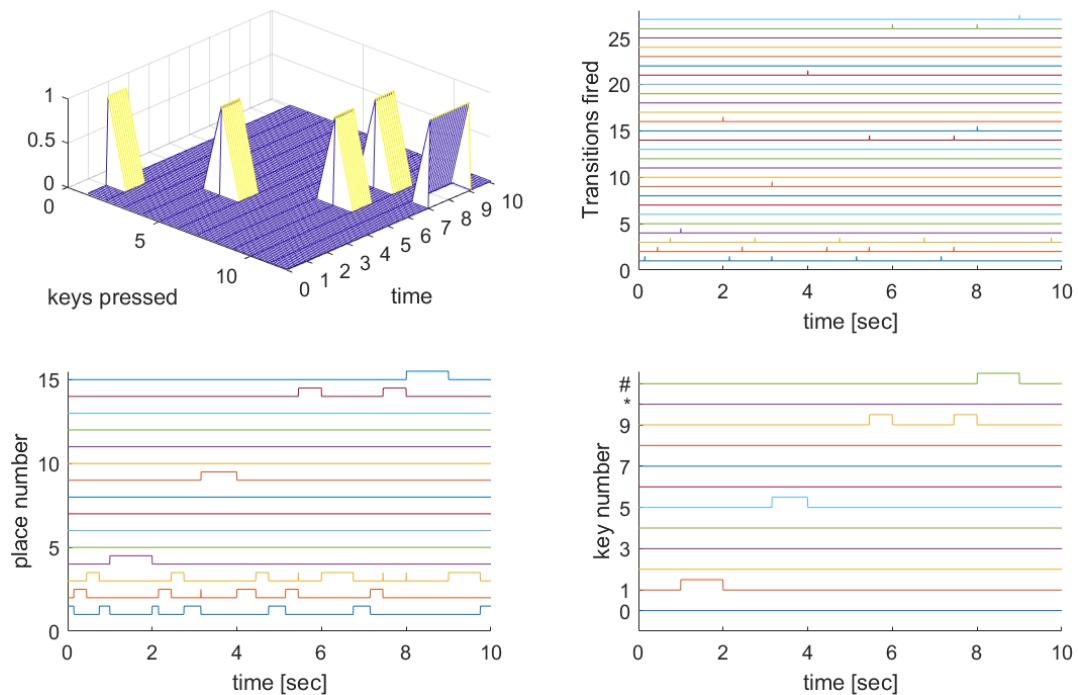 1
0.5
0
0
5
10
keys pressed
0 1 2 3 4 5 6 7 8 9 10
time
25
20
15
10
5
0
Transitions fired
0 2 4 6 8 10
time [sec]
15
10
5
0
place number
0 2 4 6 8 10
time [sec]
#
*
9
7
5
3
1
0
key number
0 2 4 6 8 10
time [sec]